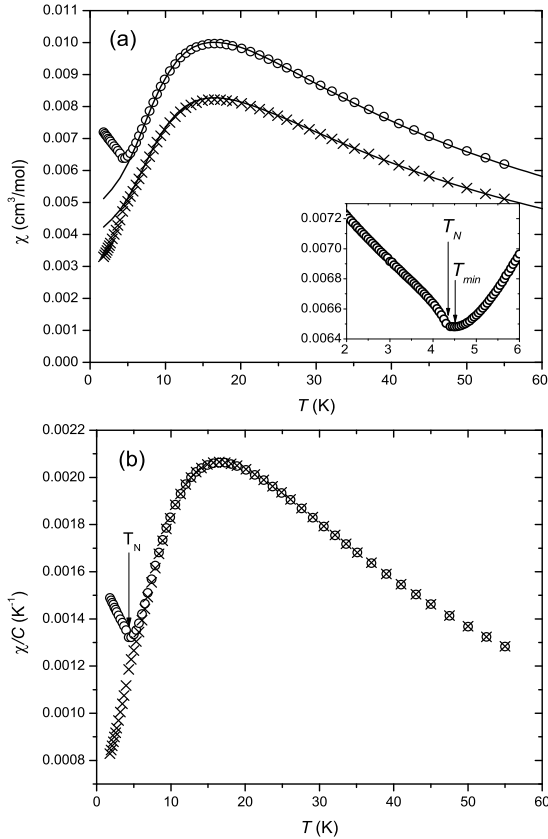 (a)
0.011
0.010
0.009
0.008
0.007
0.006
0.005
0.004
0.003
0.002
0.001
0.000
χ (cm³/mol)
0 10 20 30 40 50 60
T (K)
0.0072
0.0070
0.0068
0.0066
0.0064
T_N
T_min
2 3 4 5 6
(b)
0.0022
0.0020
0.0018
0.0016
0.0014
0.0012
0.0010
0.0008
χ/C (K⁻¹)
T_N
0 10 20 30 40 50 60
T (K)